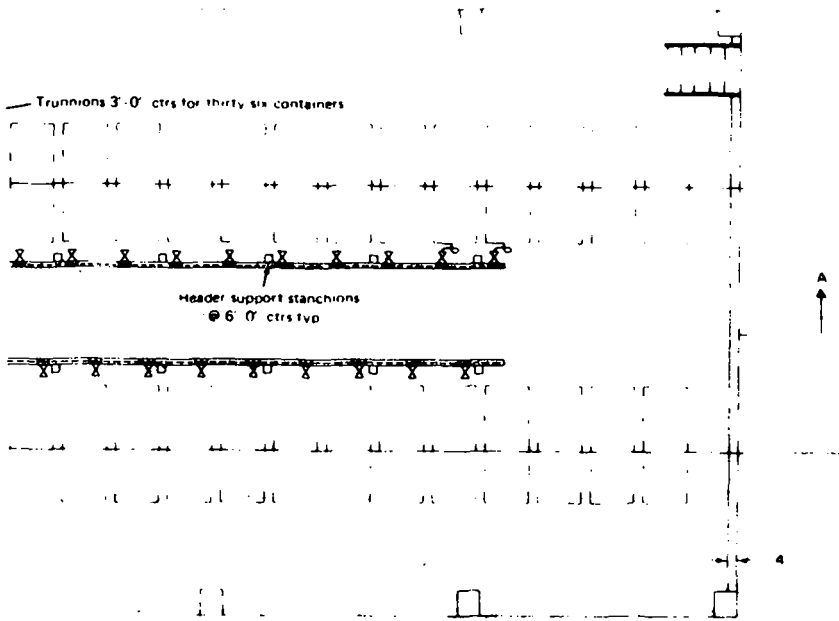 Trunnions 3'-0" ctrs for thirty six containers
A
Header support stanchions
@ 6' 0" ctrs typ
4